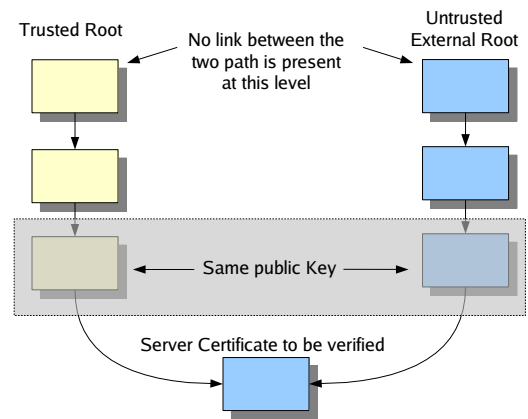 Trusted Root
No link between the
two path is present
at this level
Untrusted
External Root
Same public Key
Server Certificate to be verified